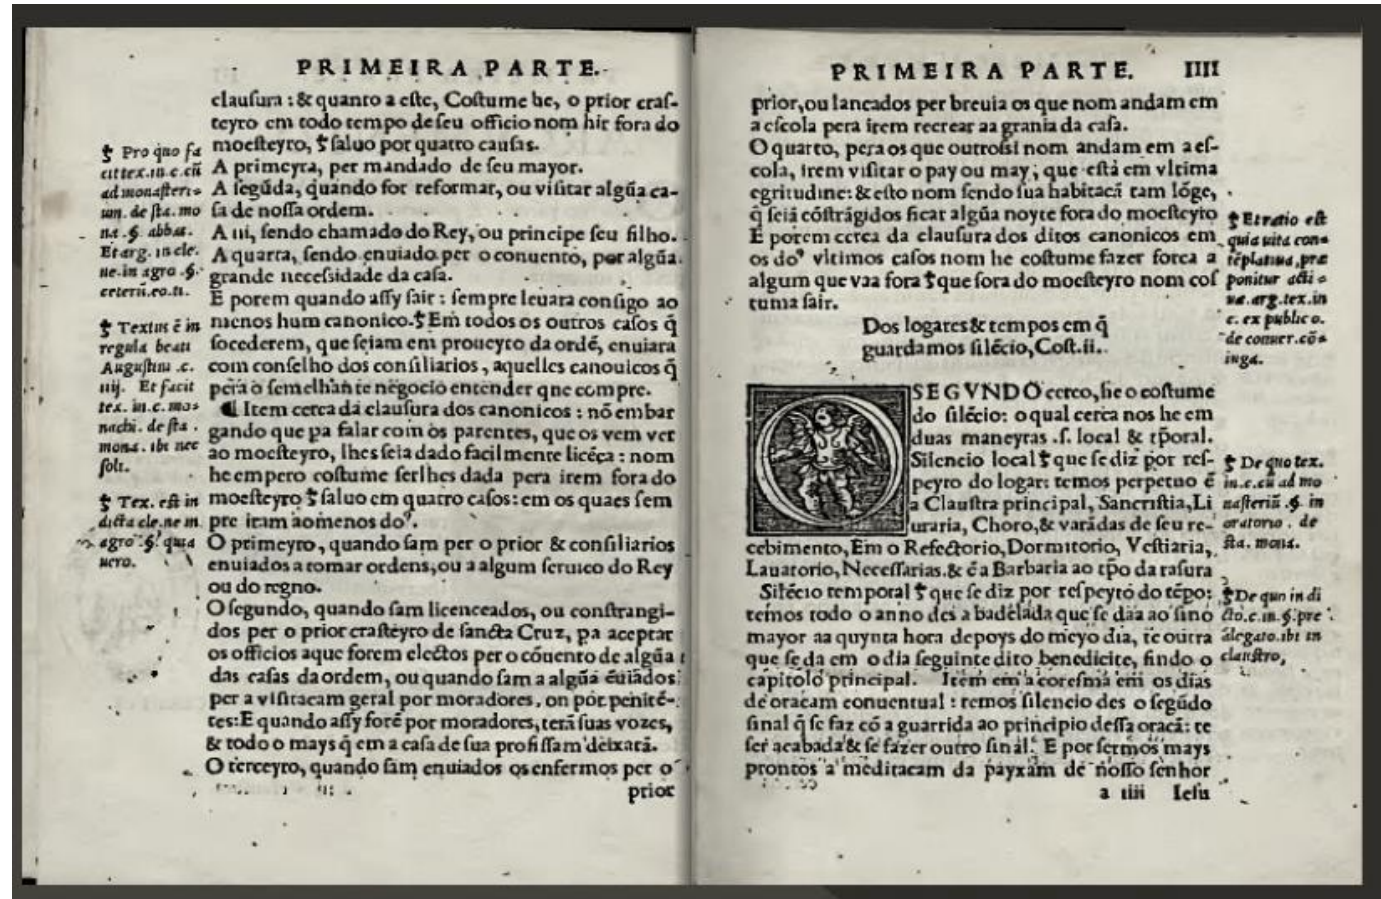 PRIMEIRA PARTE.
clausura : & quanto a este, Costume he, o prior cras-
teyro em todo tempo de seu officio nom hir fora do
moesteyro, ꝯ saluo por quatro causas.
A primeyra, per mandado de seu mayor.
A segũda, quando for reformar, ou visitar algũa ca-
sa de nossa ordem.
A iii, sendo chamado do Rey, ou principe seu filho.
A quarta, sendo enuiado per o conuento, por algũa
grande necessidade da casa.
E porem quando assy sair : sempre leuara consigo ao
menos hum canonico. ꝯ Em todos os outros casos q̃
socederem, que seiam em proueyto da ordẽ, enuiara
com conselho dos consiliarios, aquelles canouicos q̃
pera o semelhante negocio entender qne compre.
¶ Item cerca da clausura dos canonicos : nõ embar
gando que pa falar com os parentes, que os vem ver
ao moesteyro, lhes seia dado facilmente licẽça : nom
he empero costume serlhes dada pera irem fora do
moesteyro ꝯ saluo em quatro casos : em os quaes sem
pre iram ao menos doꝰ.
O primeyro, quando sam per o prior & consiliarios
enuiados a tomar ordens, ou a algum seruico do Rey
ou do regno.
O segundo, quando sam licenceados, ou constrangi-
dos per o prior crasteyro de sancta Cruz, pa aceptar
os officios aque forem electos per o cõuento de algũa
das casas da ordem, ou quando sam a algũa ẽuiados
per a visitacam geral por moradores, on por penitẽ-
tes: E quando assy forẽ por moradores, terã suas vozes,
& todo o mays q̃ em a casa de sua profissam deixarã.
O terceyro, quando sam enuiados os enfermos per o
prior
ꝯ Pro quo fa
cit tex. in. c. cũ
ad monasteri-
um. de sta. mo
na. §. abbas.
Et arg. in cle.
ne. in agro. §.
ceterũ. eo. ti.
ꝯ Textus ẽ in
regula beati
Augustini .c.
iiij. Et facit
tex. in. c. mo-
nachi. de sta.
mona. ibi nec
soli.
ꝯ Tex. est in
dicta cle. ne in
agro. §. quia
uero.
PRIMEIRA PARTE. IIII
prior, ou lancados per breuia os que nom andam em
a escola pera irem recrear aa grania da casa.
O quarto, pera os que outrossi nom andam em a es-
cola, irem visitar o pay ou may, que está em vltima
egritudine: & esto nom sendo sua habitacã tam lõge,
q̃ seiã cõstrãgidos ficar algũa noyte fora do moesteyro
E porem cerca da clausura dos ditos canonicos em
os doꝰ vltimos casos nom he costume fazer forca a
algum que vaa fora ꝯ que fora do moesteyro nom cos
tuma sair.
Dos logares & tempos em q̃
guardamos silẽcio, Cost. ii.
O SEGVNDO cerco, he o costume
do silẽcio: o qual cerca nos he em
duas maneyras .s. local & tp̃oral.
Silencio local ꝯ que se diz por res-
peyro do logar: temos perpetuo ẽ
a Claustra principal, Sancristia, Li
uraria, Choro, & varãdas de seu re-
cebimento, Em o Refectorio, Dormitorio, Vestiaria,
Lauatorio, Necessarias. & ẽ a Barbaria ao tp̃o da rasura
Silẽcio temporal ꝯ que se diz por respeyto do tẽpo:
temos todo o anno des a badelada que se daa ao sino
mayor aa quynta hora depoys do meyo dia, te outra
que se da em o dia seguinte dito benedicite, findo o
capitolo principal. Item em a coresma em os dias
de oracam conuentual : temos silencio des o segũdo
sinal q̃ se faz cõ a guarrida ao principio dessa oracã: te
ser acabada & se fazer outro sinal. E por sermos mays
prontos a meditacam da payxam de nosso senhor
a iiii Iesu
ꝯ Et ratio est
quia uita con-
tẽplatiua, præ
ponitur acti-
uæ. arg. tex. in
c. ex publico.
de conuer. cõ-
iuga.
ꝯ De quo tex.
in. c. cũ ad mo
nasteriũ. §. in
oratorio. de
sta. mona.
ꝯ De quo in di
cto. c. in. §. pre
alegato. ibi in
claustro,